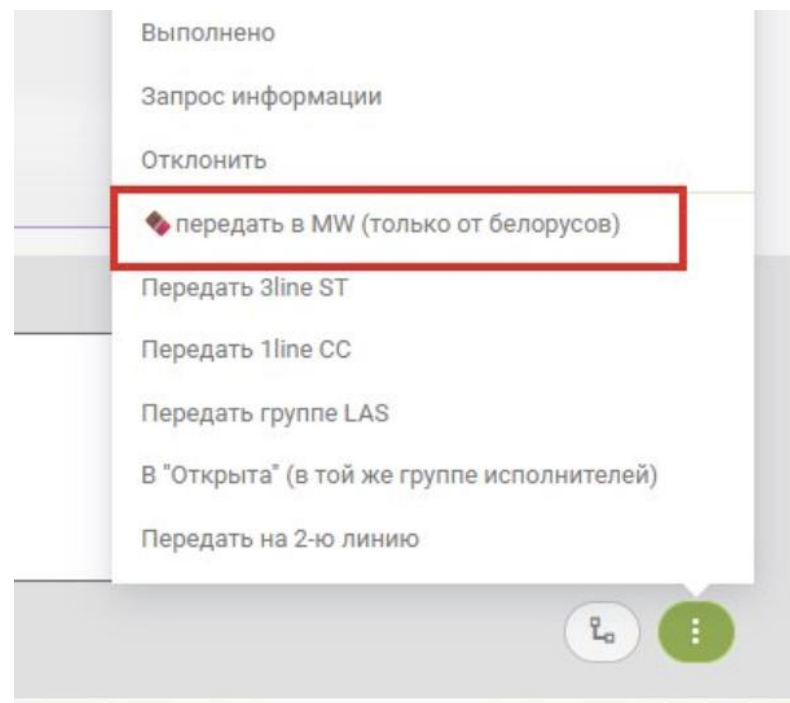 Выполнено
Запрос информации
Отклонить
передать в MW (только от белорусов)
Передать 3line ST
Передать 1line CC
Передать группе LAS
В "Открыта" (в той же группе исполнителей)
Передать на 2-ю линию